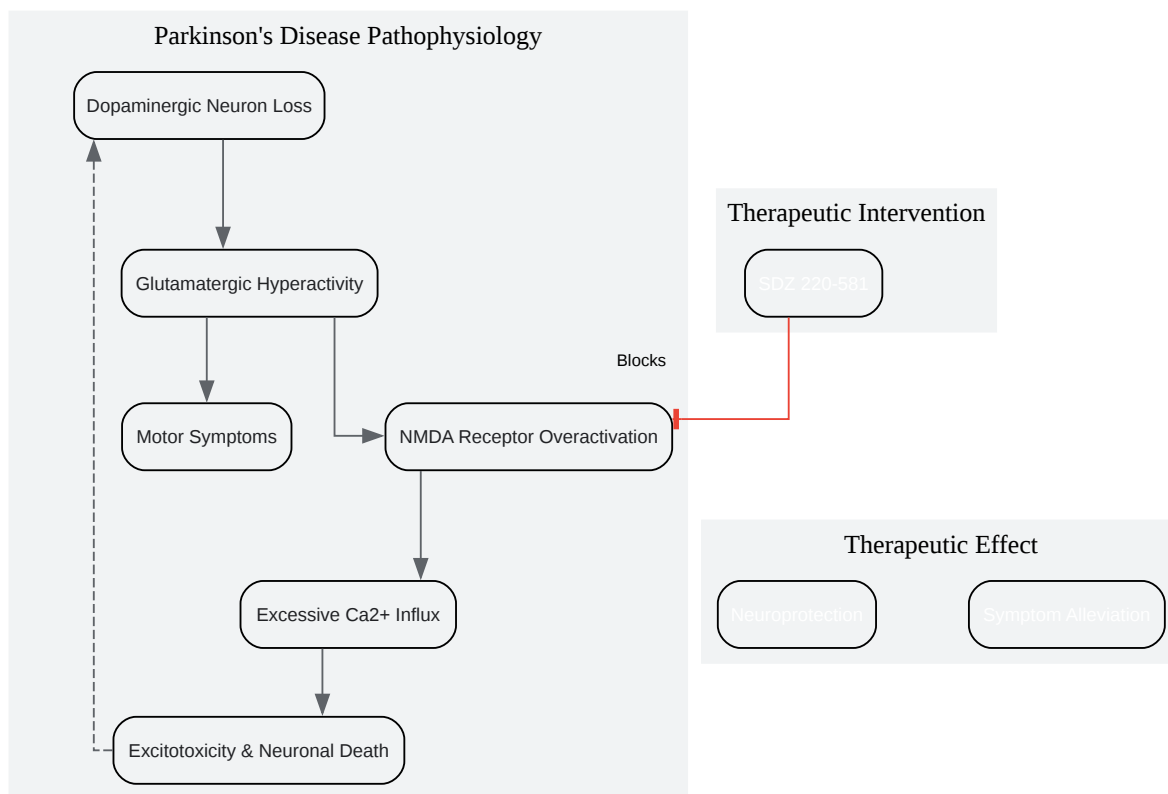 Parkinson's Disease Pathophysiology
Dopaminergic Neuron Loss
Therapeutic Intervention
Glutamatergic Hyperactivity
SDZ 220-581
Blocks
Motor Symptoms
NMDA Receptor Overactivation
Therapeutic Effect
Excessive Ca2+ Influx
Neuroprotection
Symptom Alleviation
Excitotoxicity & Neuronal Death